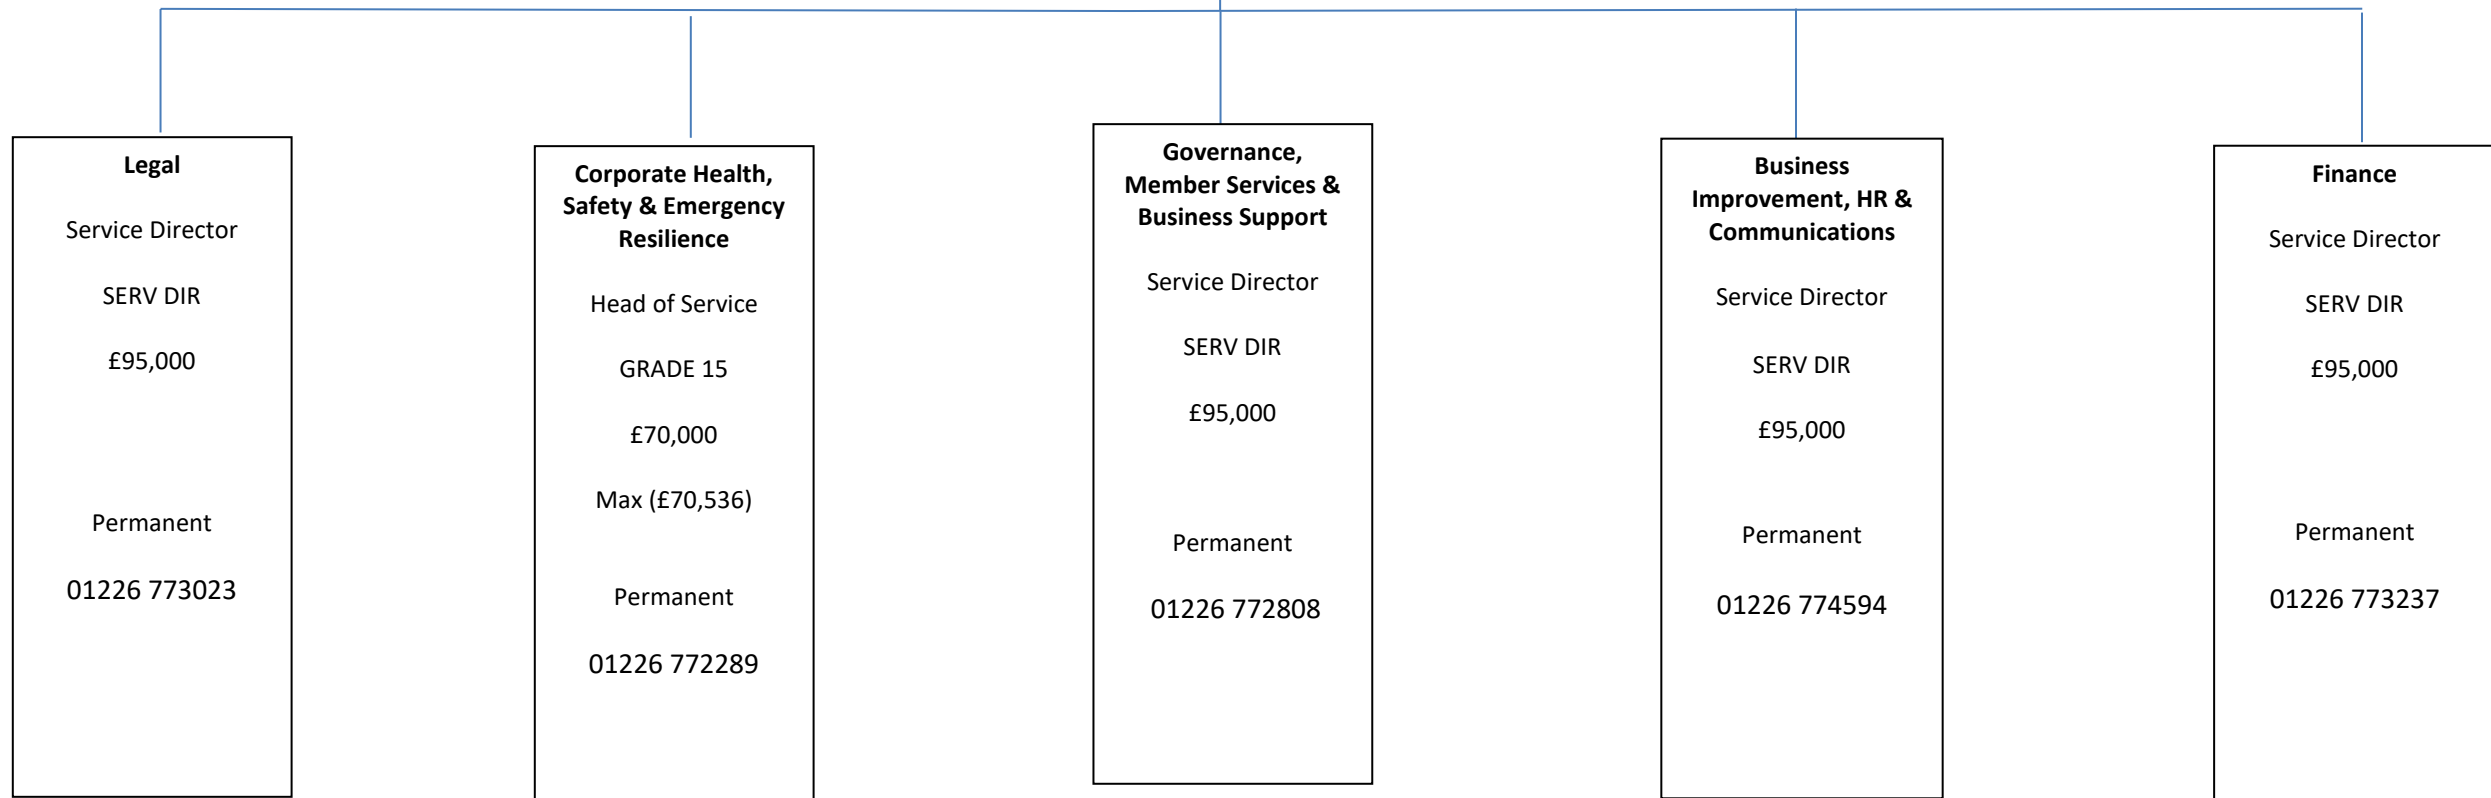 Legal
Service Director
SERV DIR
£95,000
Permanent
01226 773023
Corporate Health,
Safety & Emergency
Resilience
Head of Service
GRADE 15
£70,000
Max (£70,536)
Permanent
01226 772289
Governance,
Member Services &
Business Support
Service Director
SERV DIR
£95,000
Permanent
01226 772808
Business
Improvement, HR &
Communications
Service Director
SERV DIR
£95,000
Permanent
01226 774594
Finance
Service Director
SERV DIR
£95,000
Permanent
01226 773237